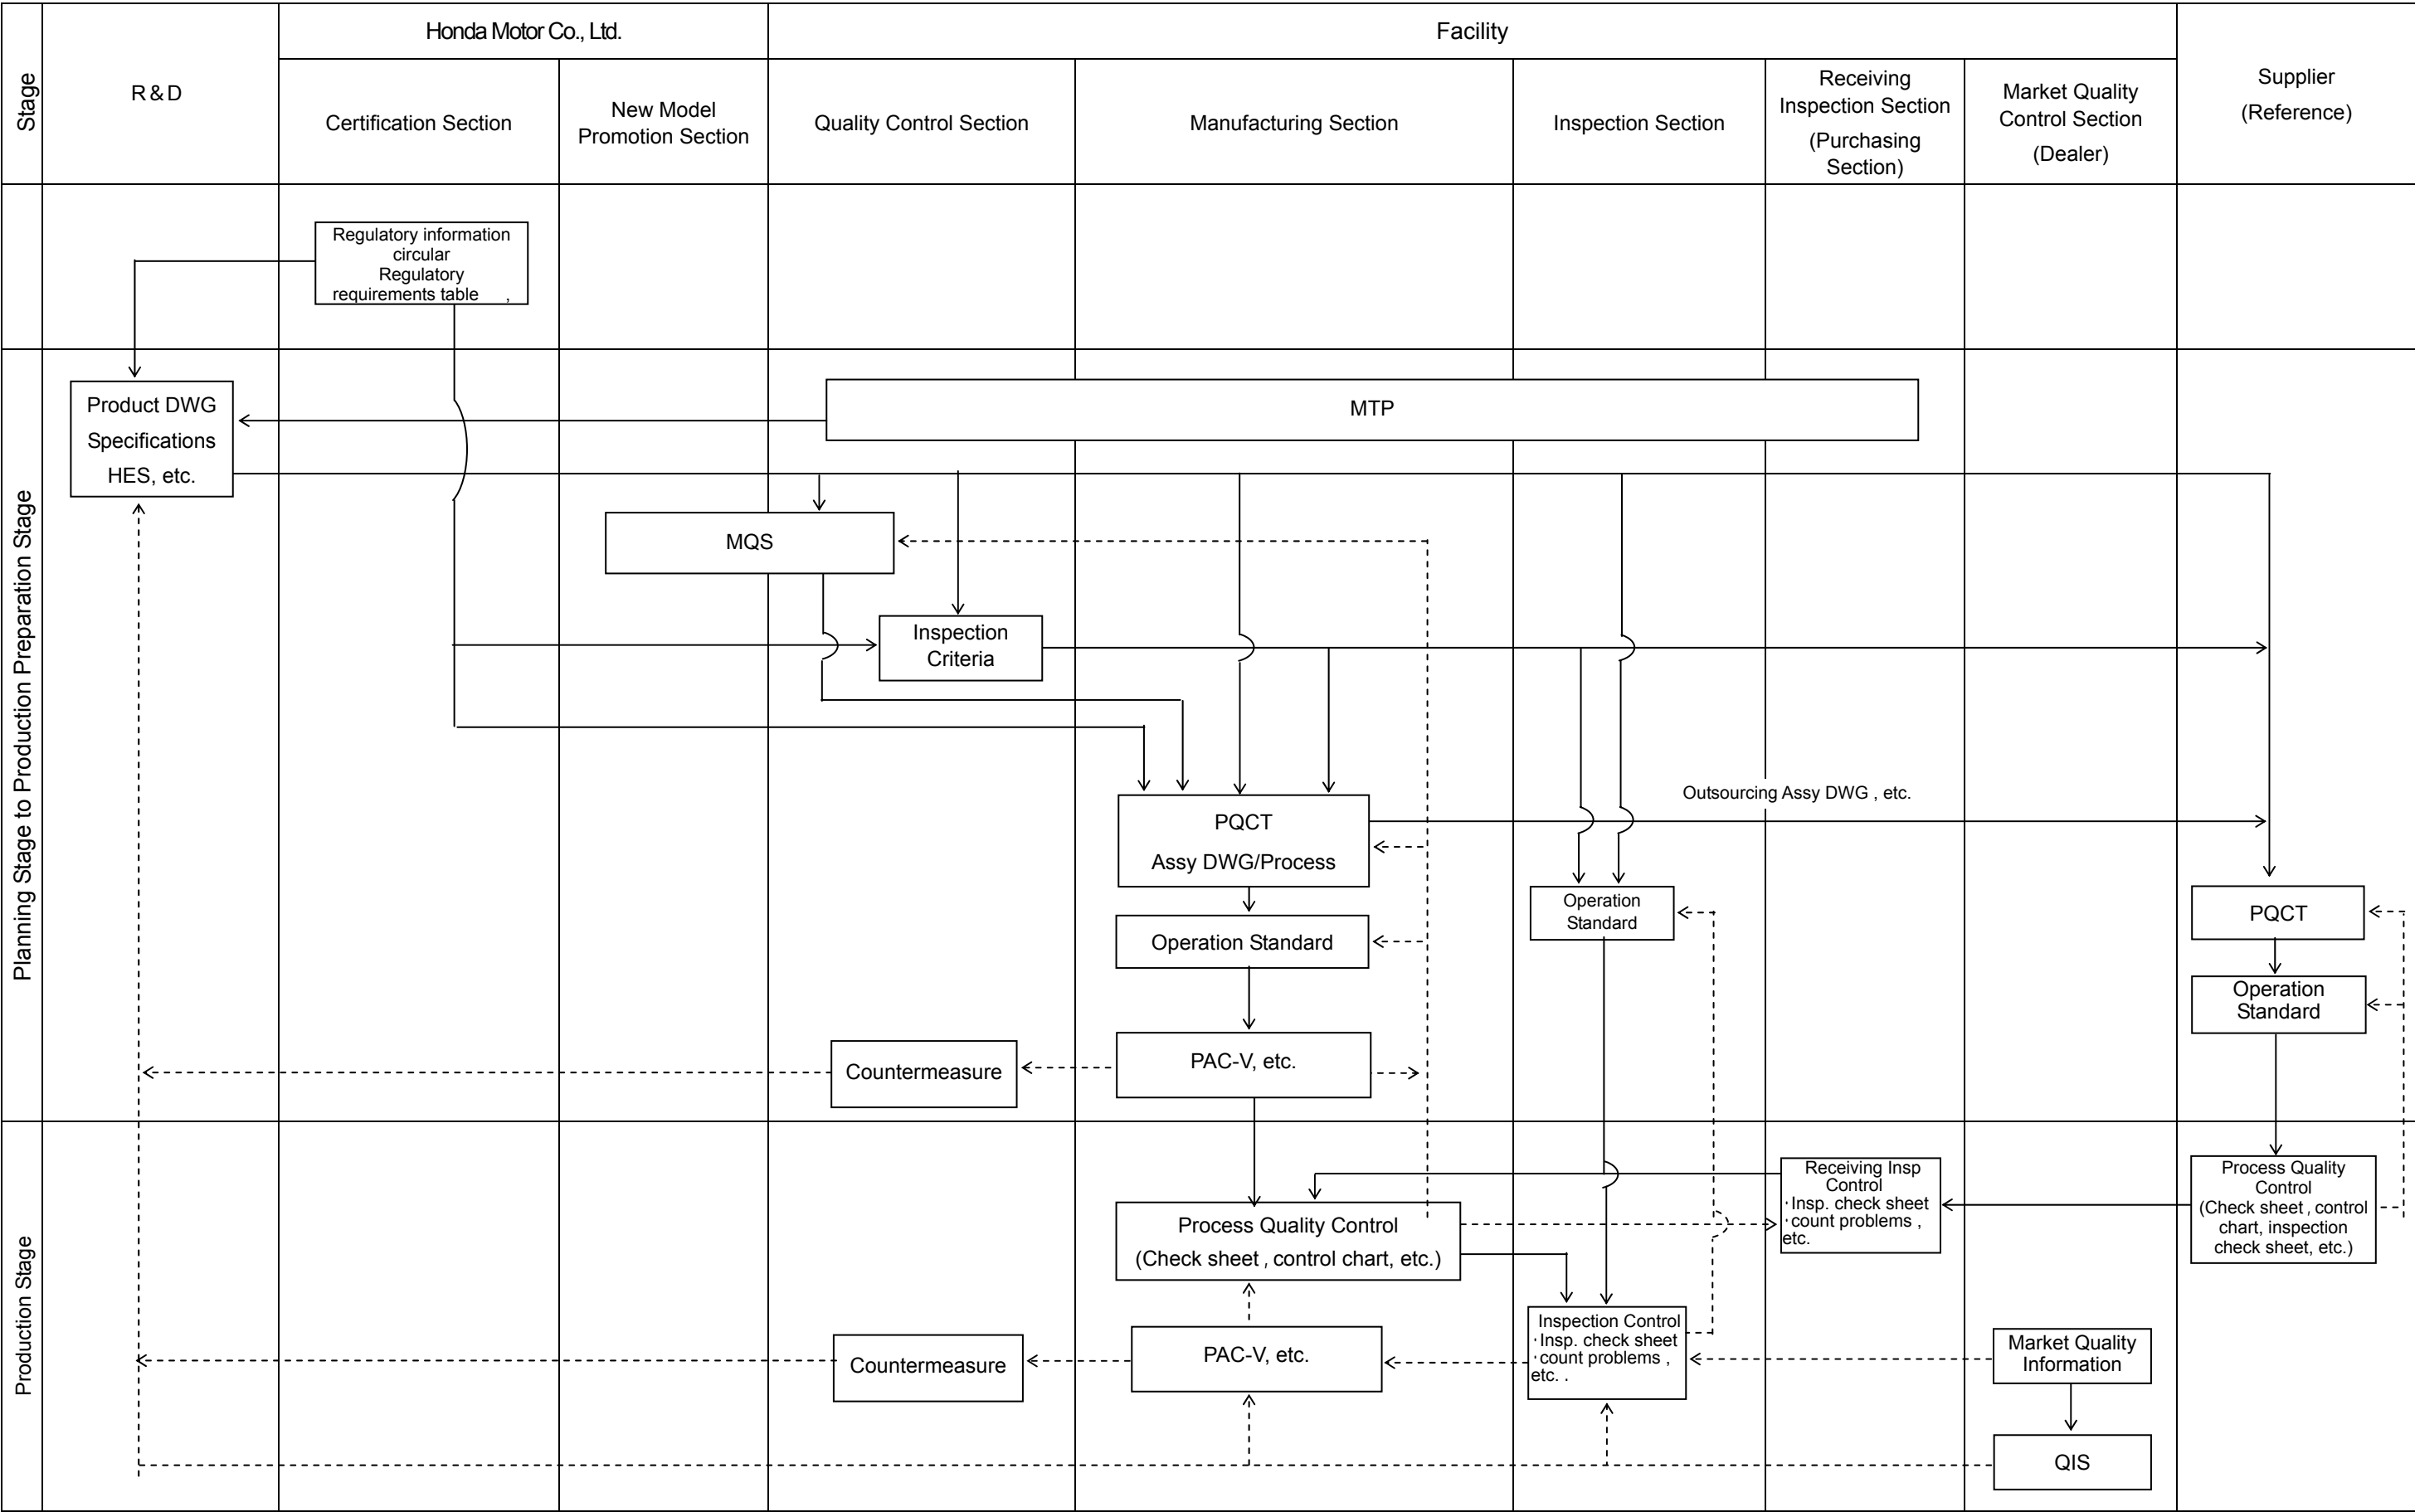 Stage
R&D
Honda Motor Co., Ltd.
Facility
Supplier
(Reference)
Certification Section
New Model
Promotion Section
Quality Control Section
Manufacturing Section
Inspection Section
Receiving
Inspection Section
(Purchasing
Section)
Market Quality
Control Section
(Dealer)
Regulatory information
circular
Regulatory
requirements table ,
Planning Stage to Production Preparation Stage
Product DWG
Specifications
HES, etc.
MTP
MQS
Inspection
Criteria
Outsourcing Assy DWG , etc.
PQCT
Assy DWG/Process
Operation
Standard
PQCT
Operation Standard
Operation
Standard
Countermeasure
PAC-V, etc.
Production Stage
Process Quality Control
(Check sheet , control chart, etc.)
Receiving Insp
Control
·Insp. check sheet
·count problems ,
etc.
Process Quality
Control
(Check sheet , control
chart, inspection
check sheet, etc.)
Countermeasure
PAC-V, etc.
Inspection Control
·Insp. check sheet
·count problems ,
etc. .
Market Quality
Information
QIS